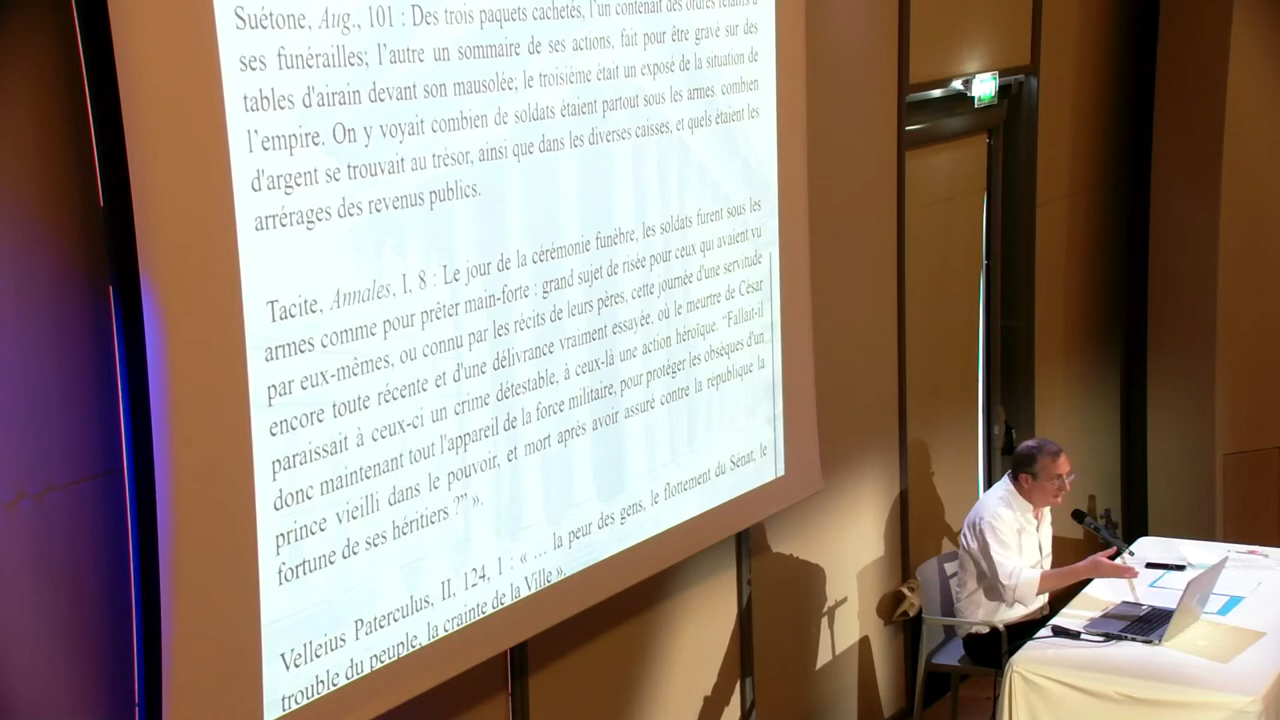 Suétone, Aug., 101 : Des trois paquets cachetés, l'un contenait des ordres relatifs à
ses funérailles; l'autre un sommaire de ses actions, fait pour être gravé sur des
tables d'airain devant son mausolée; le troisième était un exposé de la situation de
l'empire. On y voyait combien de soldats étaient partout sous les armes, combien
d'argent se trouvait au trésor, ainsi que dans les diverses caisses, et quels étaient les
arrérages des revenus publics.
Tacite, Annales, I, 8 : Le jour de la cérémonie funèbre, les soldats furent sous les
armes comme pour prêter main-forte : grand sujet de risée pour ceux qui avaient vu
par eux-mêmes, ou connu par les récits de leurs pères, cette journée d'une servitude
encore toute récente et d'une délivrance vraiment essayée, où le meurtre de César
paraissait à ceux-ci un crime détestable, à ceux-là une action héroïque. "Fallait-il
donc maintenant tout l'appareil de la force militaire, pour protéger les obsèques d'un
prince vieilli dans le pouvoir, et mort après avoir assuré contre la république la
fortune de ses héritiers ?" ».
Velleius Paterculus, II, 124, 1 : « … la peur des gens, le flottement du Sénat, le
trouble du peuple, la crainte de la Ville ».